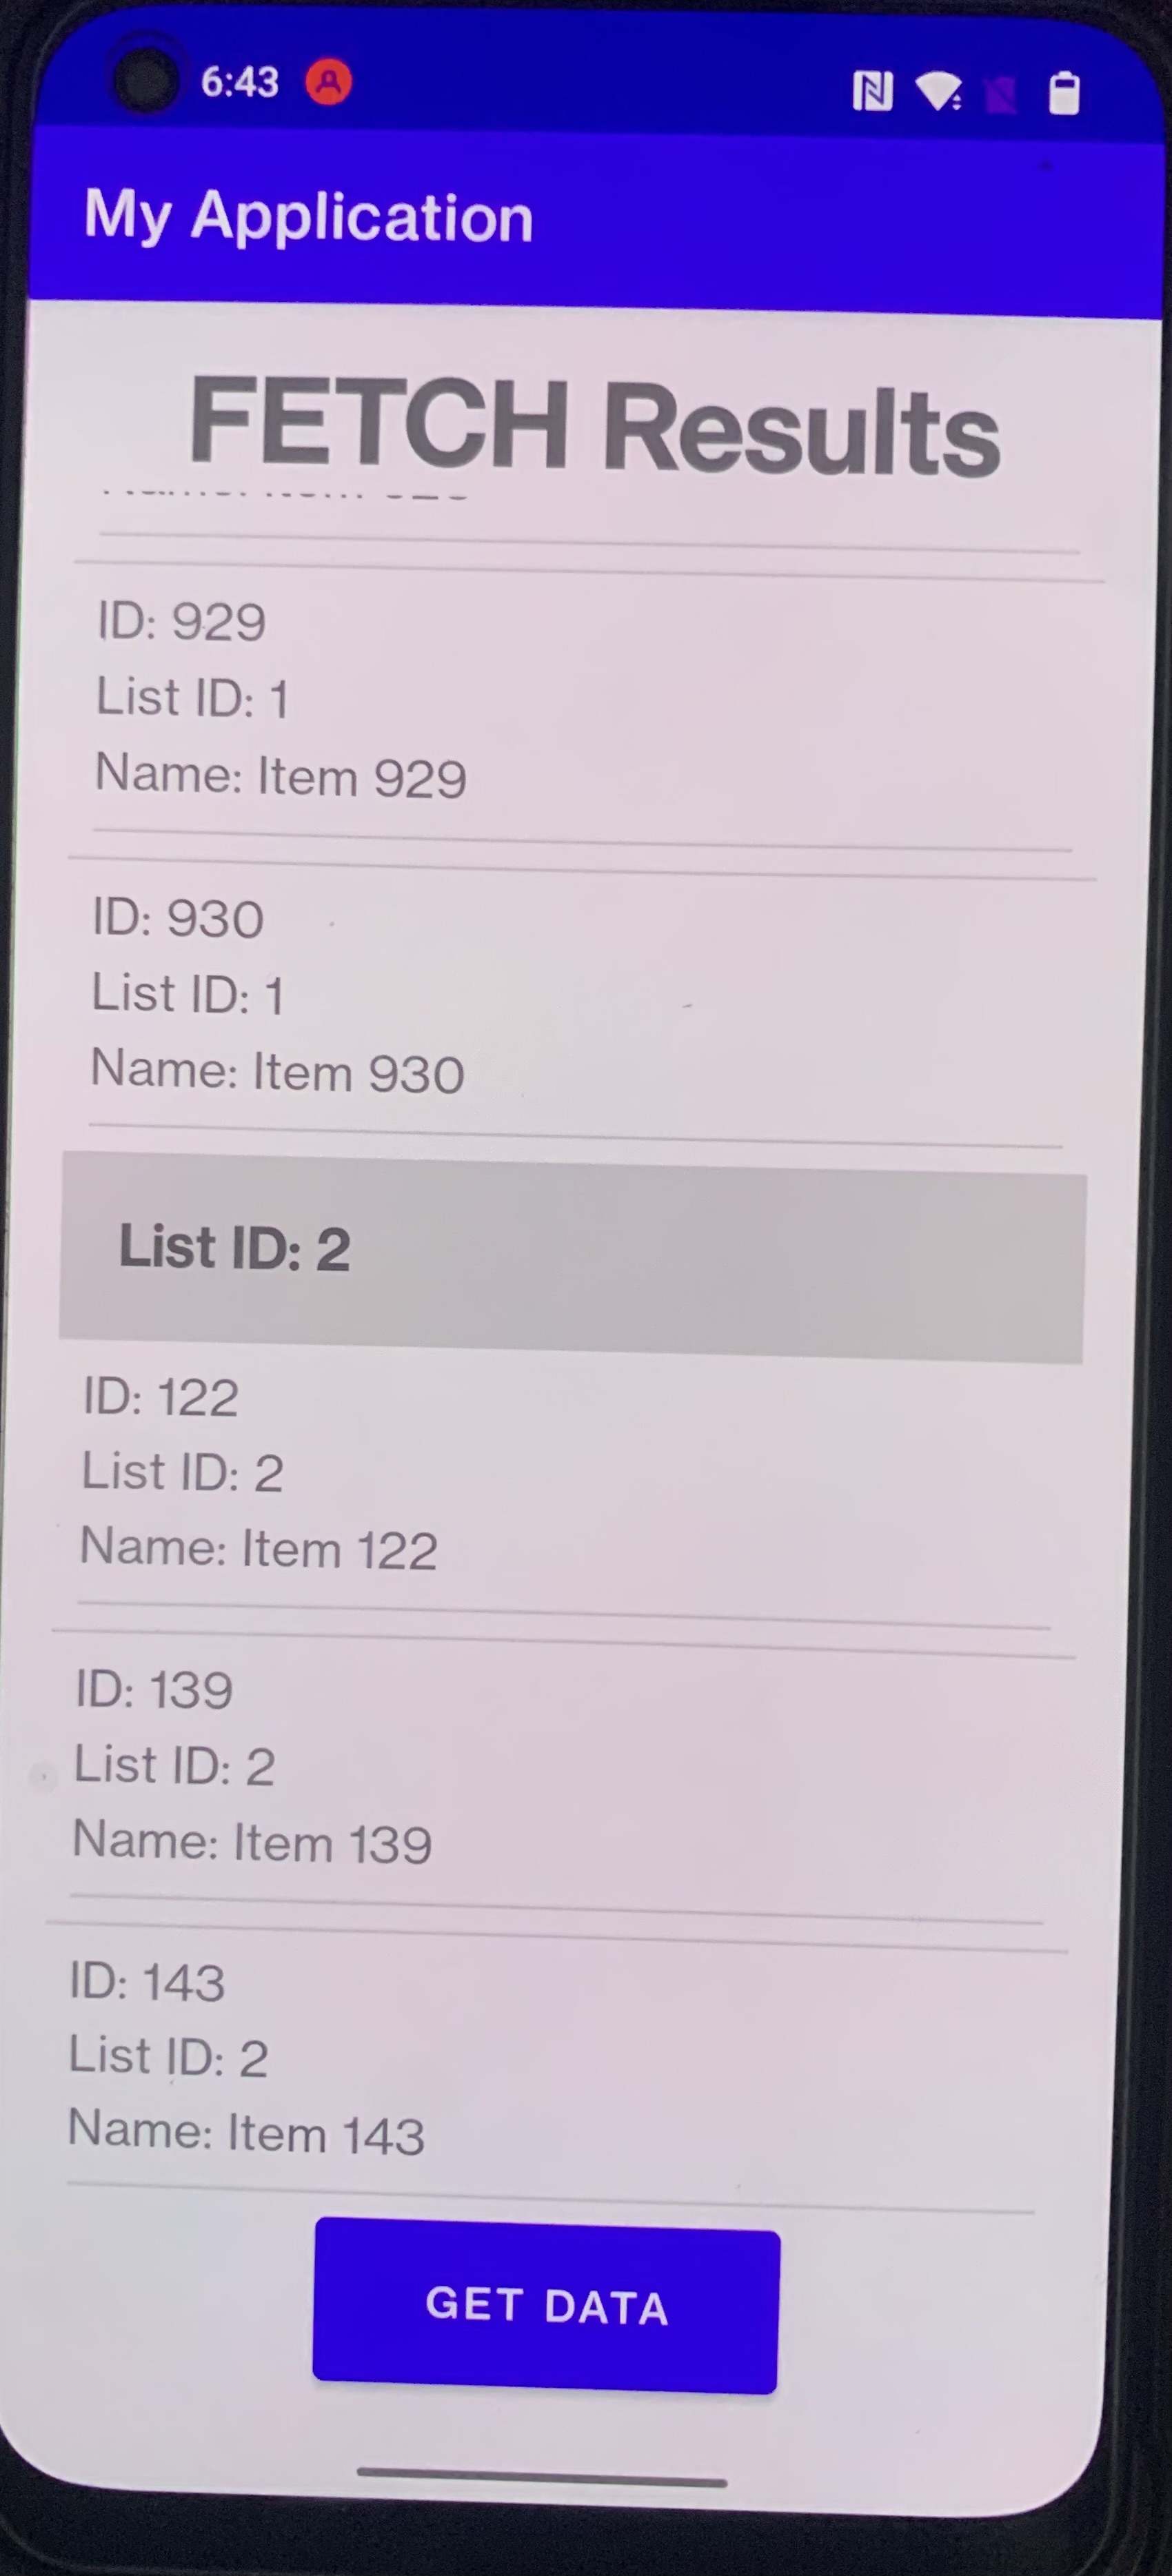 6:43
My Application
FETCH Results
ID: 929
List ID: 1
Name: Item 929
ID: 930
List ID: 1
Name: Item 930
List ID: 2
ID: 122
List ID: 2
Name: Item 122
ID: 139
List ID: 2
Name: Item 139
ID: 143
List ID: 2
Name: Item 143
GET DATA